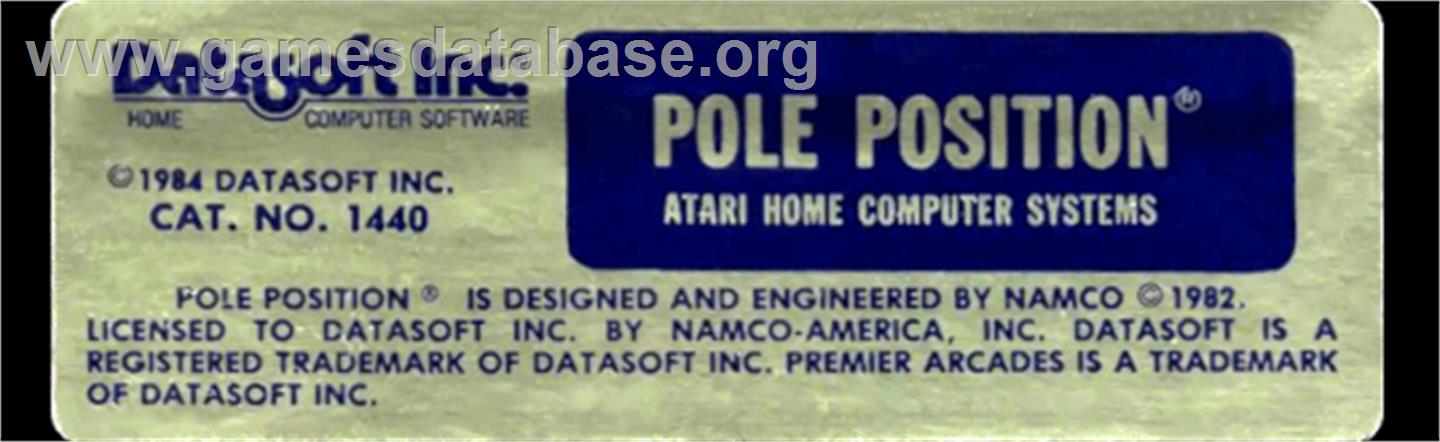 www.gamesdatabase.org
Datasoft Inc.
HOME COMPUTER SOFTWARE
©1984 DATASOFT INC.
CAT. NO. 1440
POLE POSITION®
ATARI HOME COMPUTER SYSTEMS
POLE POSITION ® IS DESIGNED AND ENGINEERED BY NAMCO © 1982.
LICENSED TO DATASOFT INC. BY NAMCO-AMERICA, INC. DATASOFT IS A
REGISTERED TRADEMARK OF DATASOFT INC. PREMIER ARCADES IS A TRADEMARK
OF DATASOFT INC.